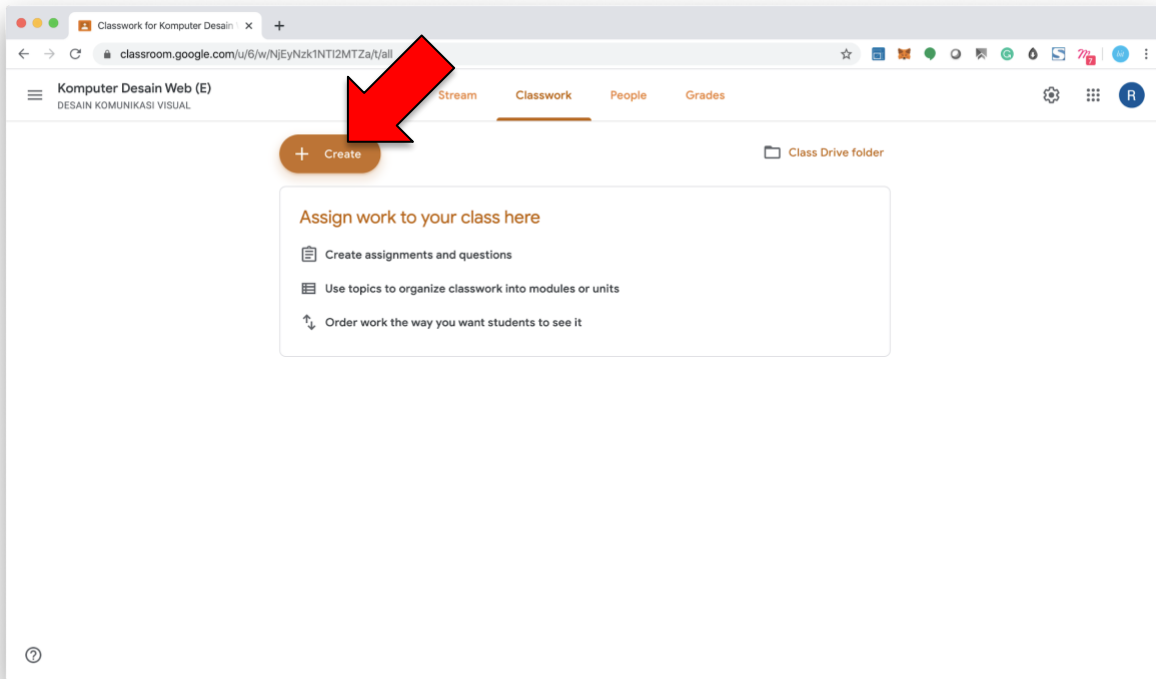 Classwork for Komputer Desain
classroom.google.com/u/6/w/NjEyNzk1NTI2MTZa/t/all
7
Komputer Desain Web (E)
DESAIN KOMUNIKASI VISUAL
Stream
Classwork
People
Grades
R
+ Create
Class Drive folder
Assign work to your class here
Create assignments and questions
Use topics to organize classwork into modules or units
Order work the way you want students to see it